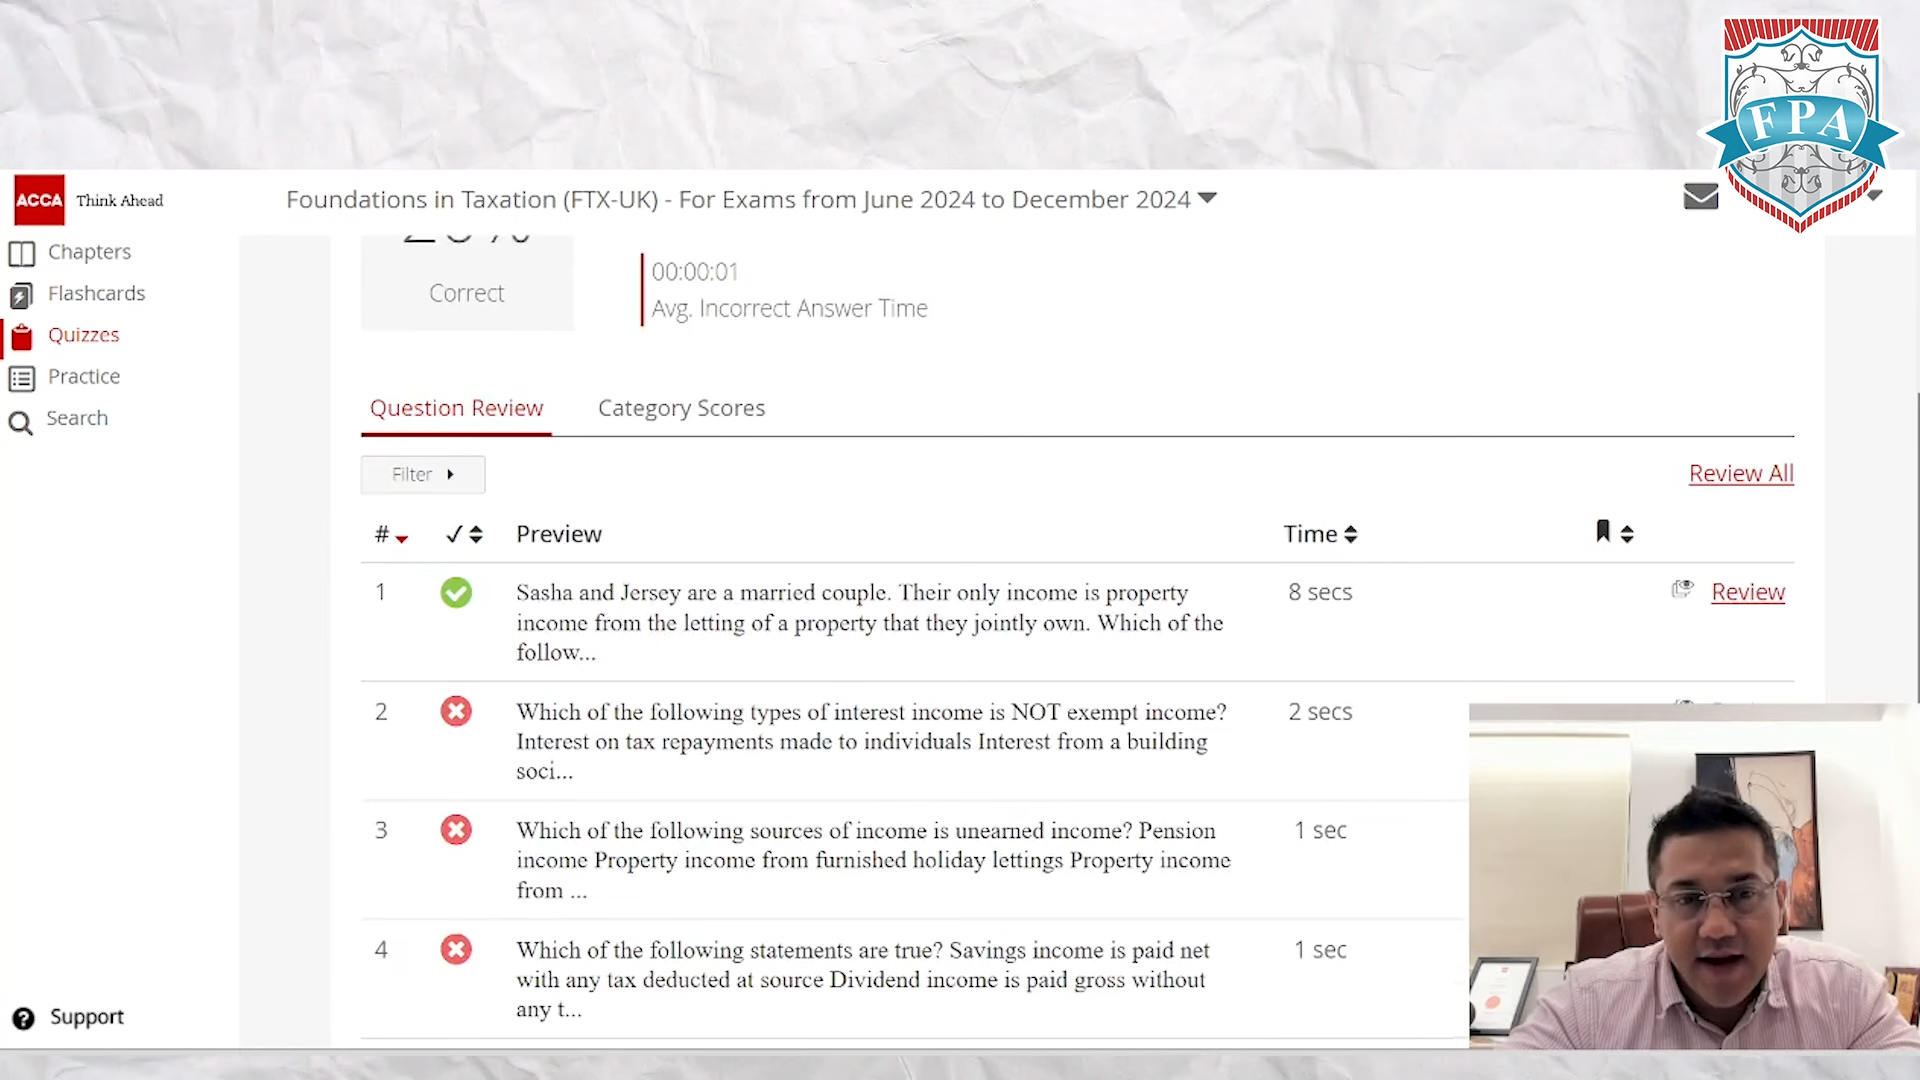 FPA
ACCA Think Ahead
Foundations in Taxation (FTX-UK) - For Exams from June 2024 to December 2024
Chapters
Flashcards
Quizzes
Practice
Search
Support
Correct
00:00:01
Avg. Incorrect Answer Time
Question Review Category Scores
Filter
Review All
# Preview Time
1 Sasha and Jersey are a married couple. Their only income is property 8 secs Review
income from the letting of a property that they jointly own. Which of the
follow...
2 Which of the following types of interest income is NOT exempt income? 2 secs
Interest on tax repayments made to individuals Interest from a building
soci...
3 Which of the following sources of income is unearned income? Pension 1 sec
income Property income from furnished holiday lettings Property income
from ...
4 Which of the following statements are true? Savings income is paid net 1 sec
with any tax deducted at source Dividend income is paid gross without
any t...